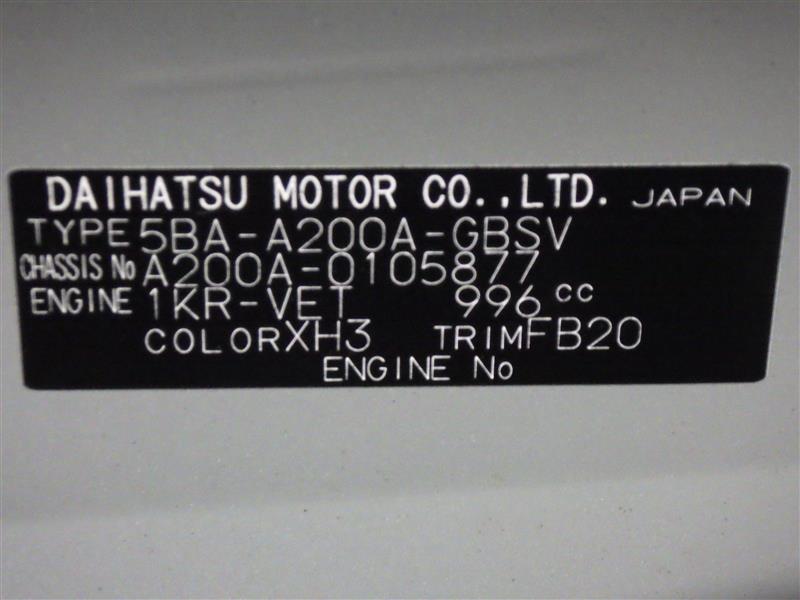 DAIHATSU MOTOR CO.,LTD. JAPAN
TYPE 5BA-A200A-GBSV
CHASSIS No A200A-0105877
ENGINE 1KR-VET 996 cc
COLOR XH3 TRIM FB20
ENGINE No